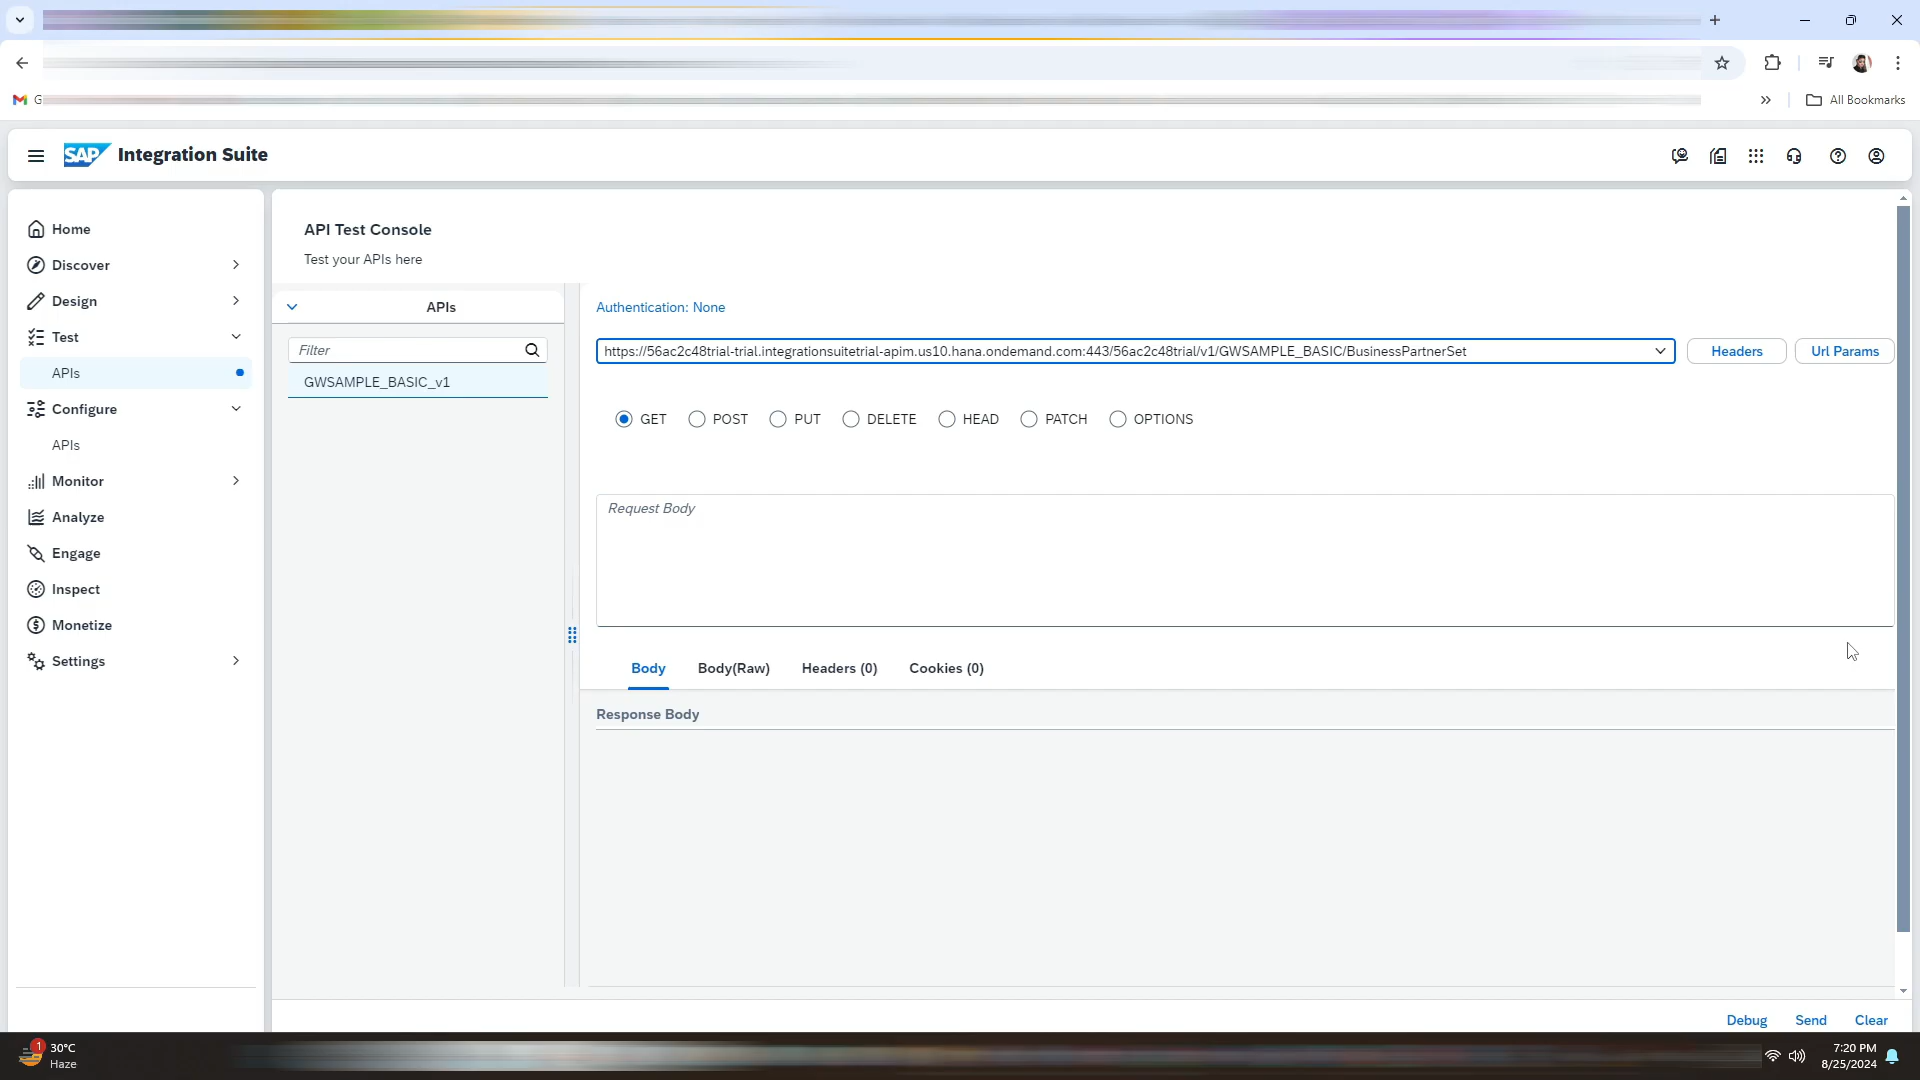 G
All Bookmarks
SAP Integration Suite
Home
Discover
Design
Test
APIs
Configure
APIs
Monitor
Analyze
Engage
Inspect
Monetize
Settings
API Test Console
Test your APIs here
APIs
Filter
GWSAMPLE_BASIC_v1
Authentication: None
https://56ac2c48trial-trial.integrationsuitetrial-apim.us10.hana.ondemand.com:443/56ac2c48trial/v1/GWSAMPLE_BASIC/BusinessPartnerSet
Headers
Url Params
GET POST PUT DELETE HEAD PATCH OPTIONS
Request Body
Body Body(Raw) Headers (0) Cookies (0)
Response Body
Debug Send Clear
1
30°C
Haze
7:20 PM
8/25/2024